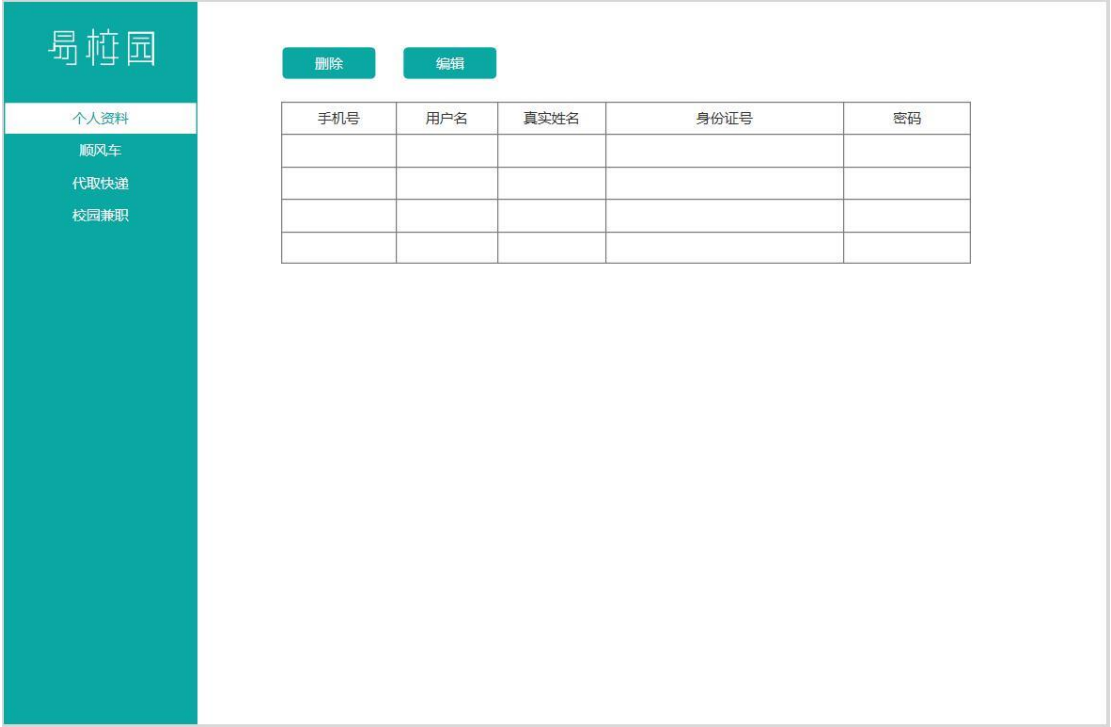 易校园
个人资料
顺风车
代取快递
校园兼职
删除 编辑
手机号 用户名 真实姓名 身份证号 密码